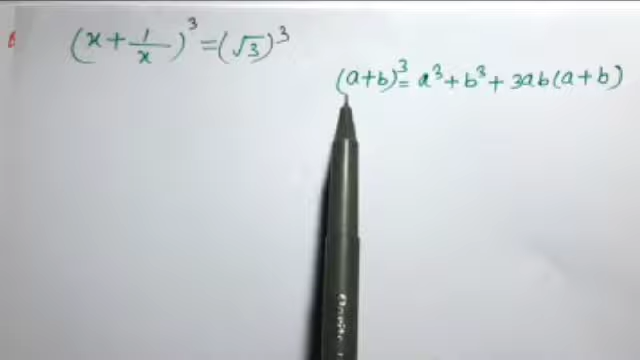 (x + 1/x)³ = (√3)³
(a+b)³ = a³ + b³ + 3ab(a+b)